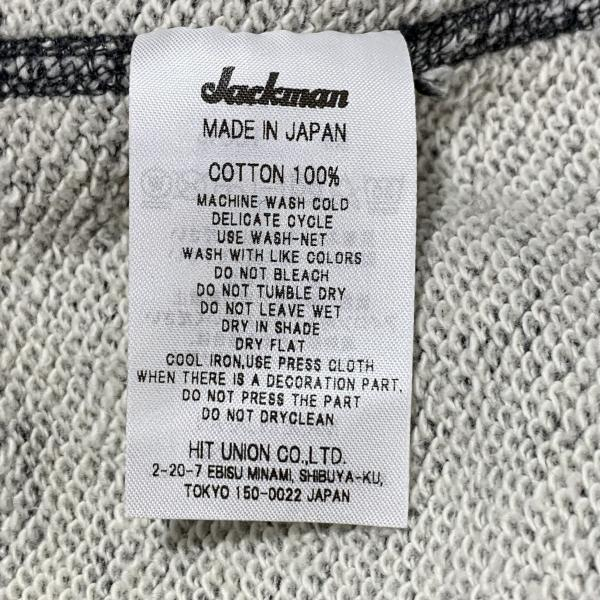 Jackman
MADE IN JAPAN
COTTON 100%
MACHINE WASH COLD
DELICATE CYCLE
USE WASH-NET
WASH WITH LIKE COLORS
DO NOT BLEACH
DO NOT TUMBLE DRY
DO NOT LEAVE WET
DRY IN SHADE
DRY FLAT
COOL IRON,USE PRESS CLOTH
WHEN THERE IS A DECORATION PART,
DO NOT PRESS THE PART
DO NOT DRYCLEAN
HIT UNION CO.,LTD.
2-20-7 EBISU MINAMI, SHIBUYA-KU,
TOKYO 150-0022 JAPAN